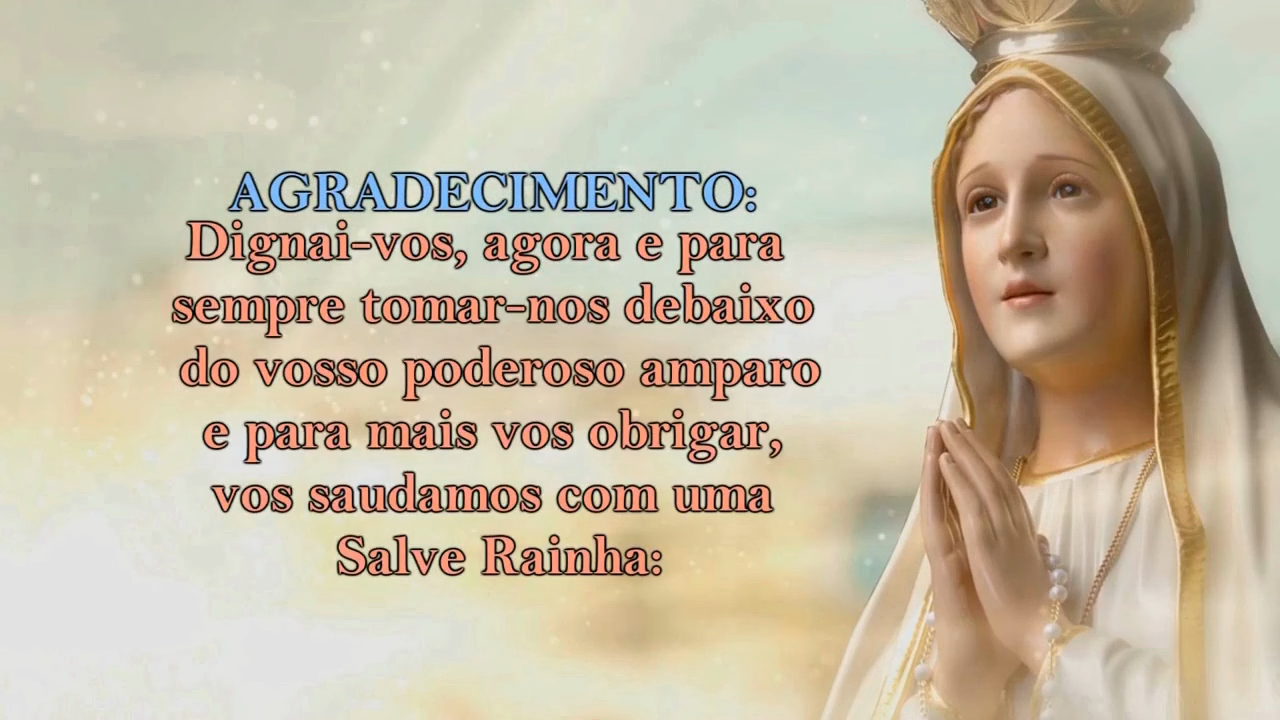 AGRADECIMENTO:
Dignai-vos, agora e para
sempre tomar-nos debaixo
do vosso poderoso amparo
e para mais vos obrigar,
vos saudamos com uma
Salve Rainha: